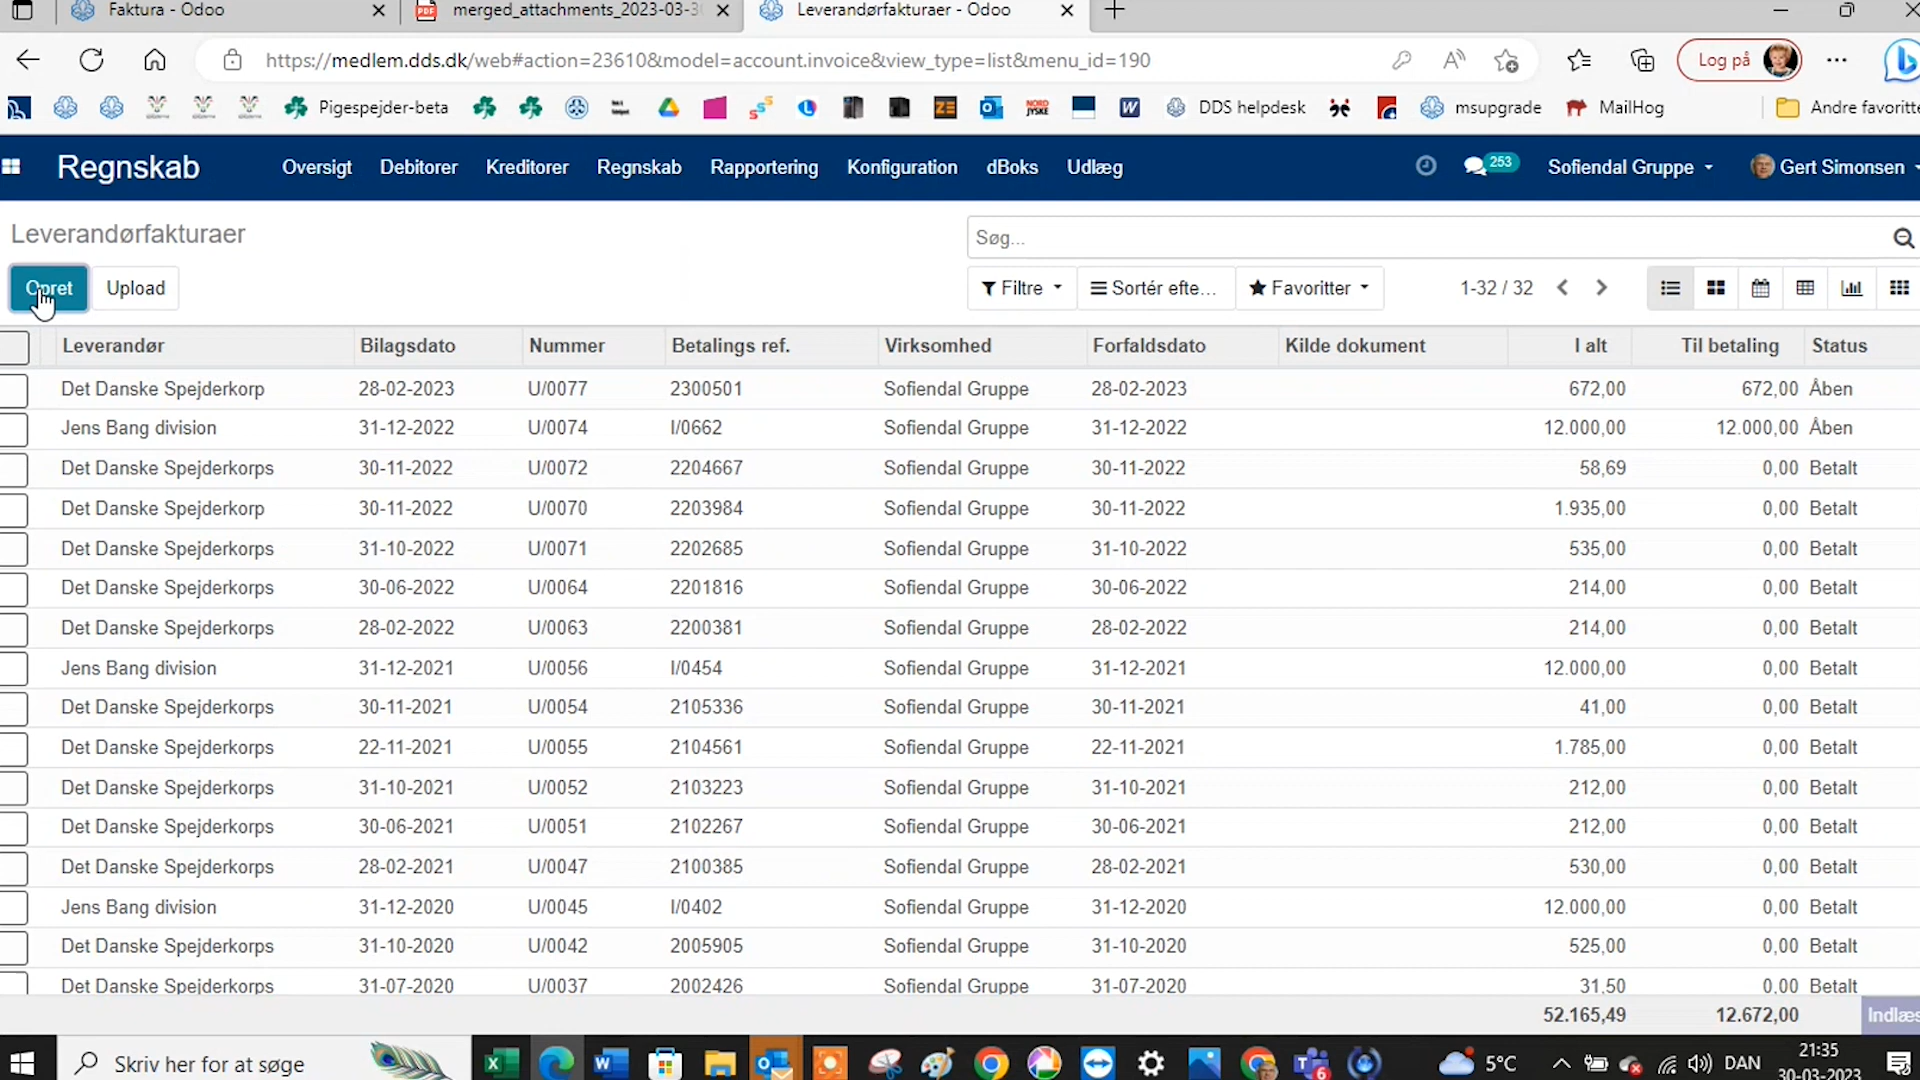 Faktura - Odoo
merged_attachments_2023-03-3
Leverandørfakturaer - Odoo
https://medlem.dds.dk/web#action=23610&model=account.invoice&view_type=list&menu_id=190
Log på
Pigespejder-beta
DDS helpdesk
msupgrade
MailHog
Andre favoritte
Regnskab
Oversigt Debitorer Kreditorer Regnskab Rapportering Konfiguration dBoks Udlæg
253
Sofiendal Gruppe
Gert Simonsen
Leverandørfakturaer
Søg...
Opret
Upload
Filtre
Sortér efte...
Favoritter
1-32 / 32
Leverandør Bilagsdato Nummer Betalings ref. Virksomhed Forfaldsdato Kilde dokument I alt Til betaling Status
Det Danske Spejderkorp 28-02-2023 U/0077 2300501 Sofiendal Gruppe 28-02-2023 672,00 672,00 Åben
Jens Bang division 31-12-2022 U/0074 I/0662 Sofiendal Gruppe 31-12-2022 12.000,00 12.000,00 Åben
Det Danske Spejderkorps 30-11-2022 U/0072 2204667 Sofiendal Gruppe 30-11-2022 58,69 0,00 Betalt
Det Danske Spejderkorp 30-11-2022 U/0070 2203984 Sofiendal Gruppe 30-11-2022 1.935,00 0,00 Betalt
Det Danske Spejderkorps 31-10-2022 U/0071 2202685 Sofiendal Gruppe 31-10-2022 535,00 0,00 Betalt
Det Danske Spejderkorps 30-06-2022 U/0064 2201816 Sofiendal Gruppe 30-06-2022 214,00 0,00 Betalt
Det Danske Spejderkorps 28-02-2022 U/0063 2200381 Sofiendal Gruppe 28-02-2022 214,00 0,00 Betalt
Jens Bang division 31-12-2021 U/0056 I/0454 Sofiendal Gruppe 31-12-2021 12.000,00 0,00 Betalt
Det Danske Spejderkorps 30-11-2021 U/0054 2105336 Sofiendal Gruppe 30-11-2021 41,00 0,00 Betalt
Det Danske Spejderkorps 22-11-2021 U/0055 2104561 Sofiendal Gruppe 22-11-2021 1.785,00 0,00 Betalt
Det Danske Spejderkorps 31-10-2021 U/0052 2103223 Sofiendal Gruppe 31-10-2021 212,00 0,00 Betalt
Det Danske Spejderkorps 30-06-2021 U/0051 2102267 Sofiendal Gruppe 30-06-2021 212,00 0,00 Betalt
Det Danske Spejderkorps 28-02-2021 U/0047 2100385 Sofiendal Gruppe 28-02-2021 530,00 0,00 Betalt
Jens Bang division 31-12-2020 U/0045 I/0402 Sofiendal Gruppe 31-12-2020 12.000,00 0,00 Betalt
Det Danske Spejderkorps 31-10-2020 U/0042 2005905 Sofiendal Gruppe 31-10-2020 525,00 0,00 Betalt
Det Danske Spejderkorps 31-07-2020 U/0037 2002426 Sofiendal Gruppe 31-07-2020 31,50 0,00 Betalt
52.165,49 12.672,00
Indlæs
Skriv her for at søge
5°C
DAN
21:35
30-03-2023